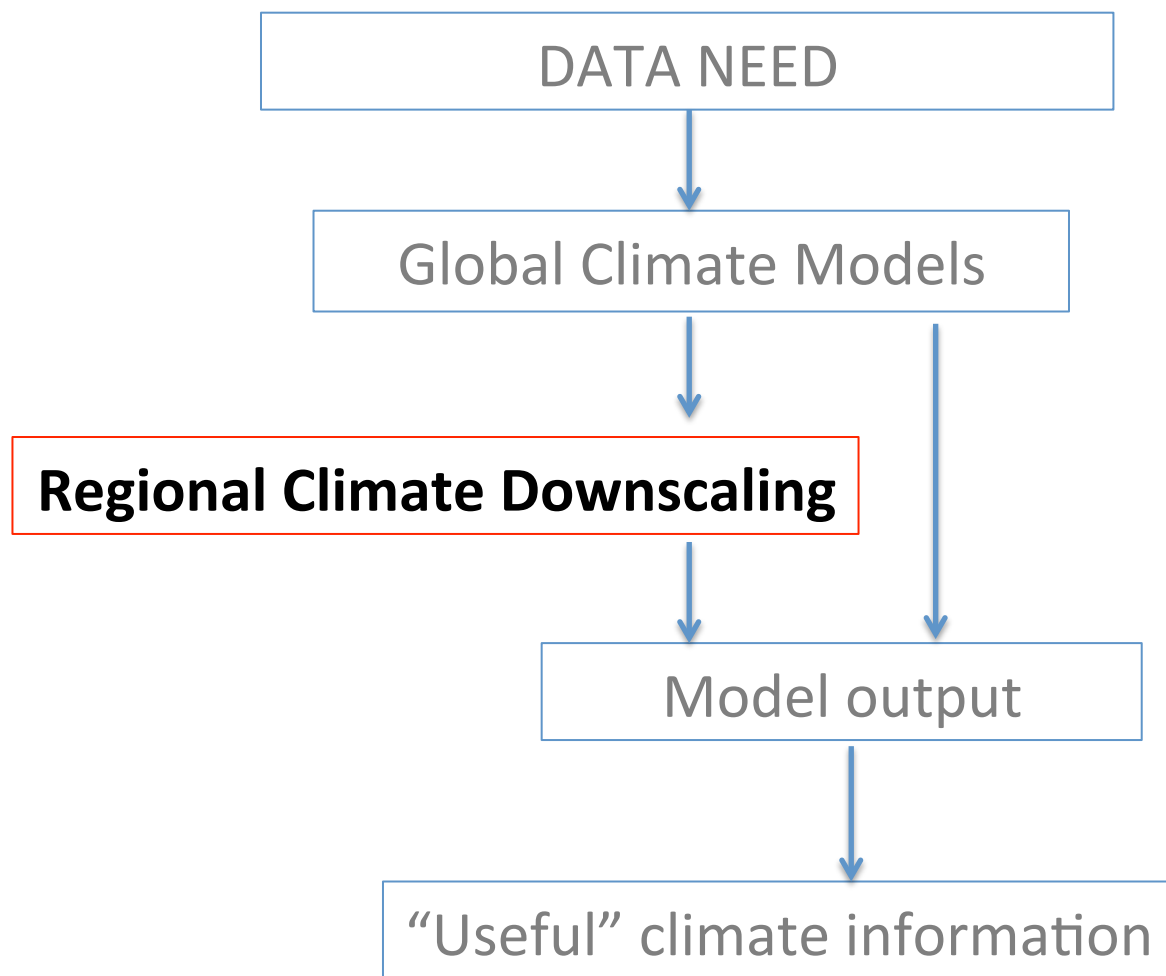 DATA NEED
Global Climate Models
Regional Climate Downscaling
Model output
“Useful” climate information